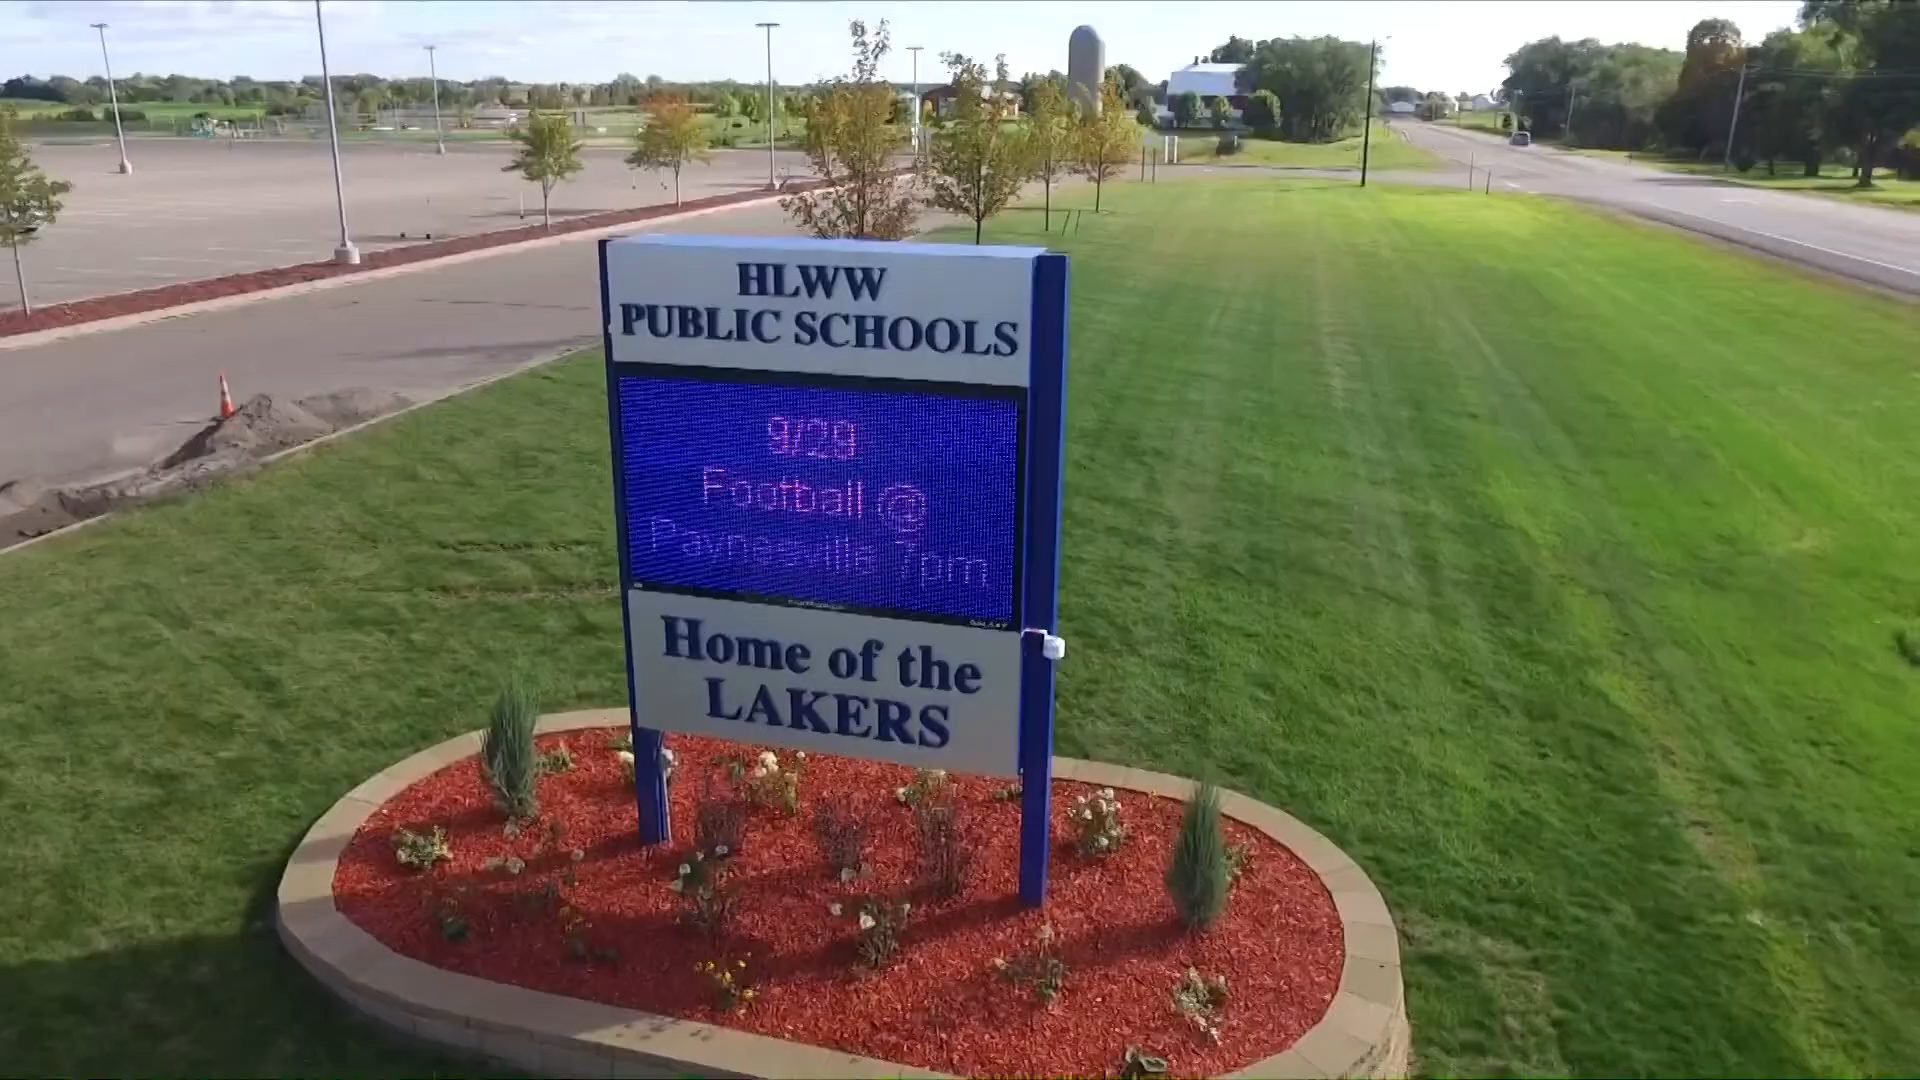 HLWW
PUBLIC SCHOOLS
9/29
Football @
Paynesville 7pm
Home of the
LAKERS